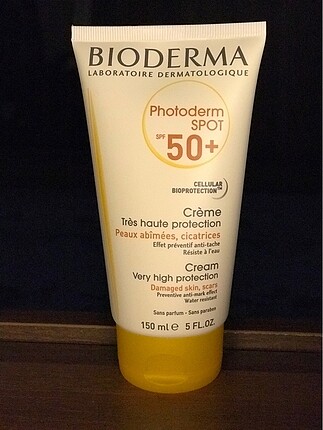 BIODERMA
LABORATOIRE DERMATOLOGIQUE
Photoderm
SPOT
SPF 50+
CELLULAR
BIOPROTECTION™
Crème
Très haute protection
Peaux abîmées, cicatrices
Effet préventif anti-tache
Résiste à l'eau
Cream
Very high protection
Damaged skin, scars
Preventive anti-mark effect
Water resistant
Sans parfum - Sans paraben
150 ml ℮ 5 FL.OZ.